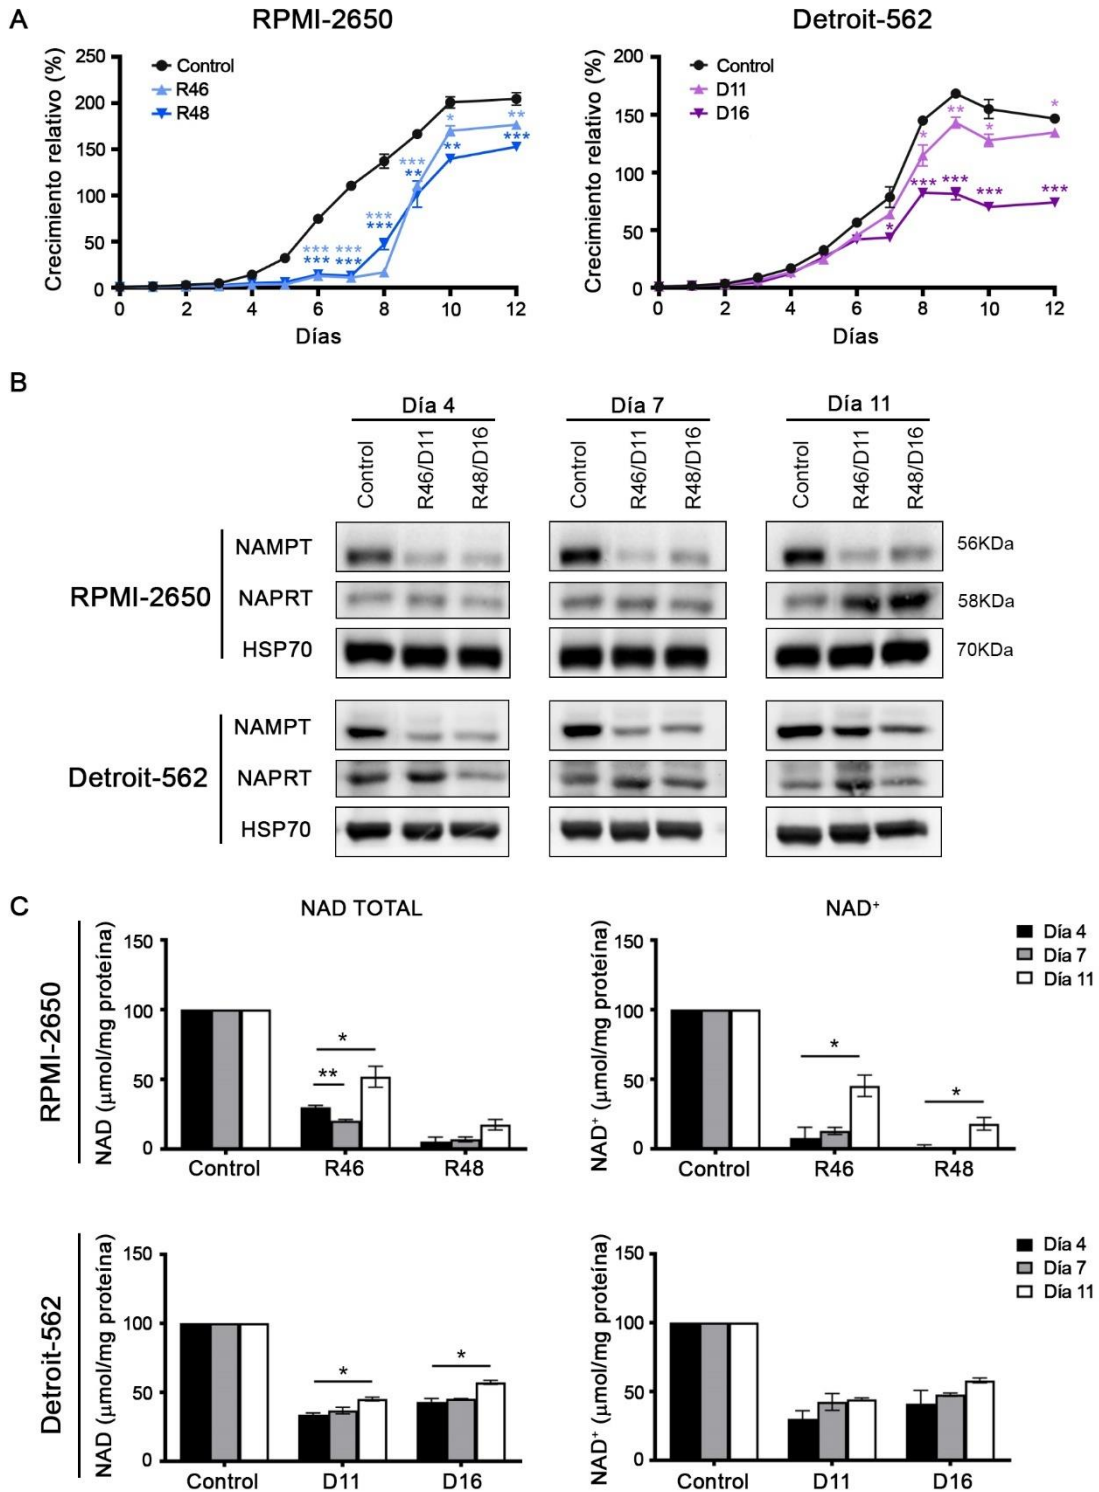 A
RPMI-2650
Detroit-562
Crecimiento relativo (%)
250
200
150
100
50
0
Control
R46
R48
*
**
***
**
***
***
**
***
***
***
***
***
***
0 2 4 6 8 10 12
Días
Crecimiento relativo (%)
200
150
100
50
0
Control
D11
D16
*
**
*
*
***
***
***
***
*
0 2 4 6 8 10 12
Días
B
Día 4
Día 7
Día 11
Control
R46/D11
R48/D16
Control
R46/D11
R48/D16
Control
R46/D11
R48/D16
RPMI-2650
NAMPT
56KDa
NAPRT
58KDa
HSP70
70KDa
Detroit-562
NAMPT
NAPRT
HSP70
C
NAD TOTAL
NAD⁺
RPMI-2650
NAD (µmol/mg proteína)
150
100
50
0
*
**
Control R46 R48
NAD⁺ (µmol/mg proteína)
150
100
50
0
*
*
Control R46 R48
Día 4
Día 7
Día 11
Detroit-562
NAD (µmol/mg proteína)
150
100
50
0
*
*
Control D11 D16
NAD⁺ (µmol/mg proteína)
150
100
50
0
Control D11 D16
Día 4
Día 7
Día 11